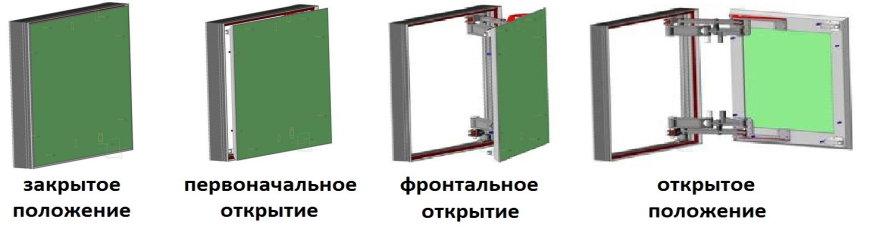 закрытое
положение
первоначальное
открытие
фронтальное
открытие
открытое
положение